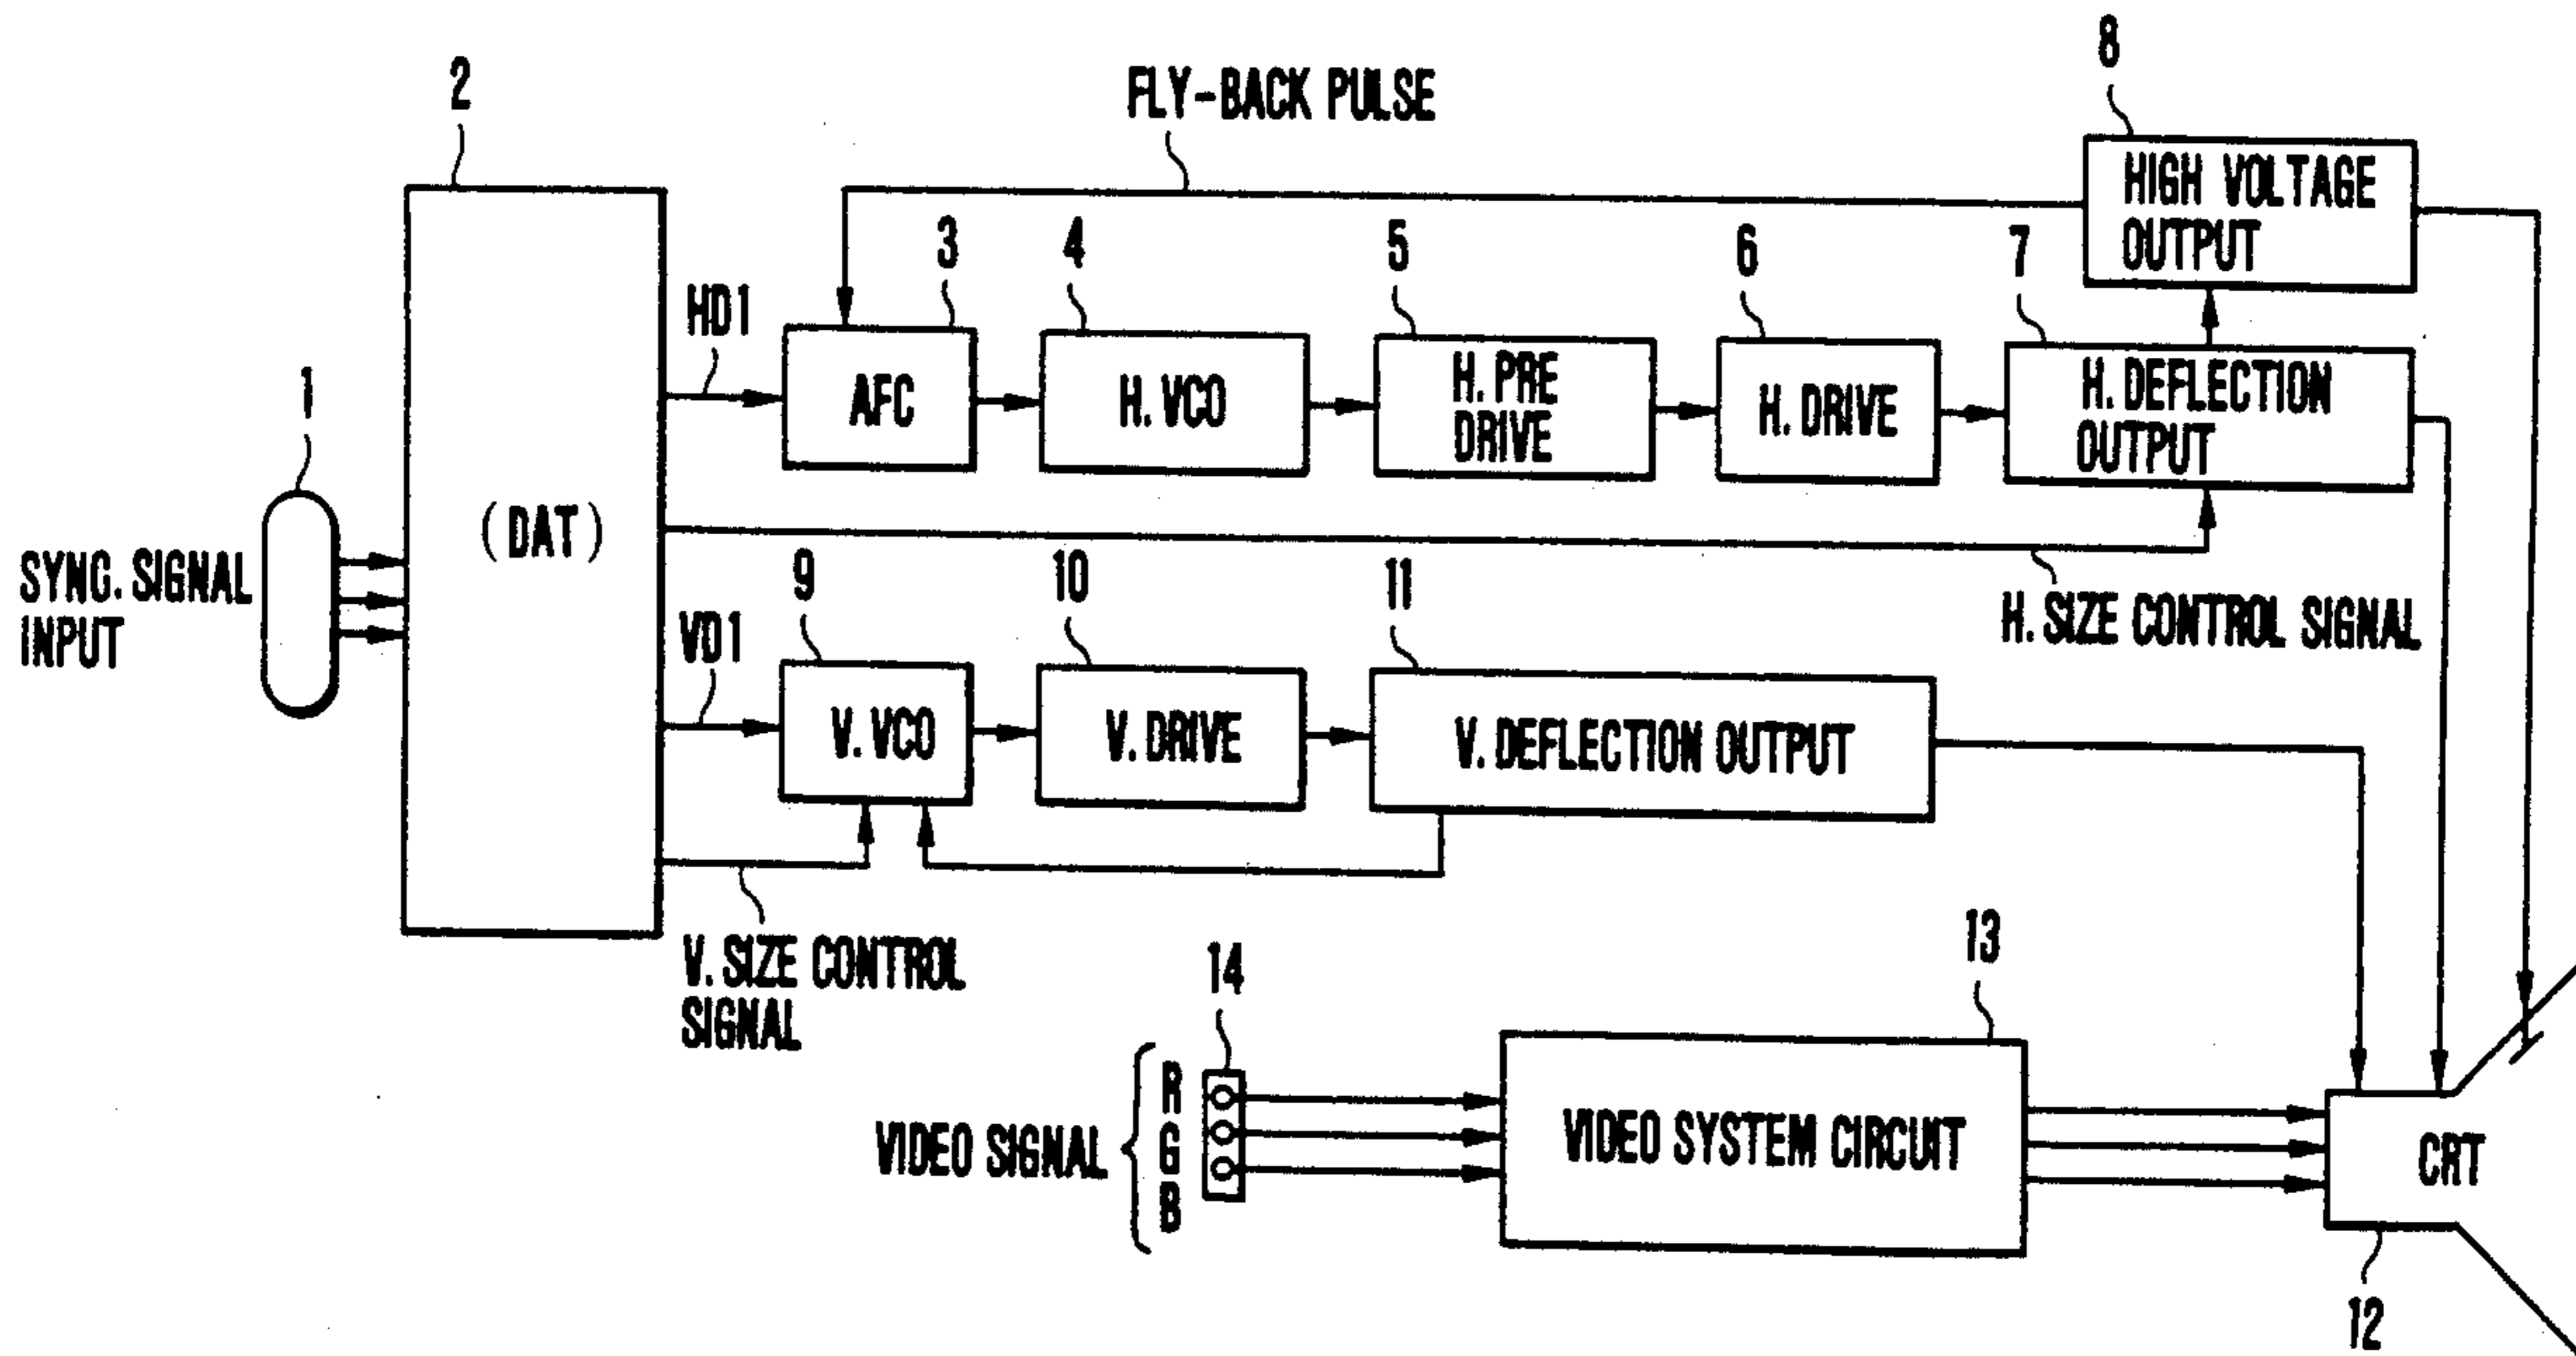 8
2
FLY-BACK PULSE
HIGH VOLTAGE
OUTPUT
3
4
5
6
7
HD1
1
AFC
H. VCO
H. PRE
DRIVE
H. DRIVE
H. DEFLECTION
OUTPUT
(DAT)
SYNC. SIGNAL
INPUT
9
10
11
H. SIZE CONTROL SIGNAL
VD1
V. VCO
V. DRIVE
V. DEFLECTION OUTPUT
V. SIZE CONTROL
SIGNAL
14
13
VIDEO SIGNAL
R
G
B
VIDEO SYSTEM CIRCUIT
CRT
12